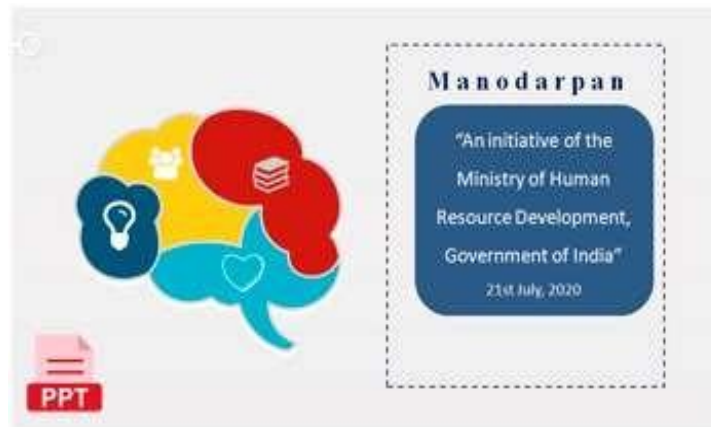 Manodarpan
"An initiative of the
Ministry of Human
Resource Development,
Government of India"
21st July, 2020
PPT